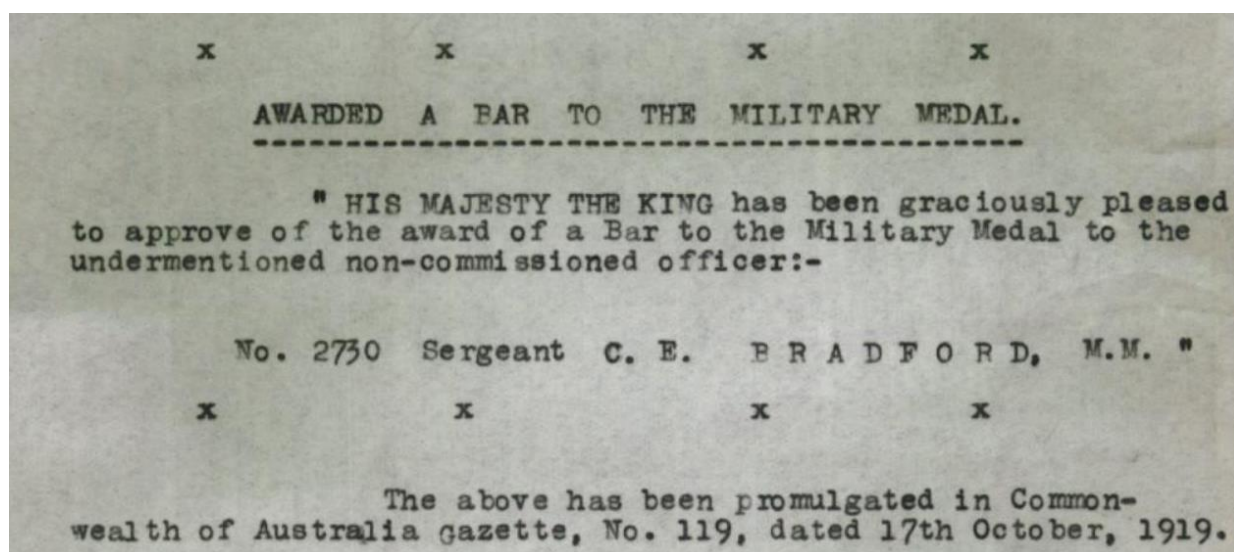 x x x x
AWARDED A BAR TO THE MILITARY MEDAL.
" HIS MAJESTY THE KING has been graciously pleased
to approve of the award of a Bar to the Military Medal to the
undermentioned non-commissioned officer:-
No. 2730 Sergeant C. E. B R A D F O R D, M.M. "
x x x x
The above has been promulgated in Common-
wealth of Australia gazette, No. 119, dated 17th October, 1919.